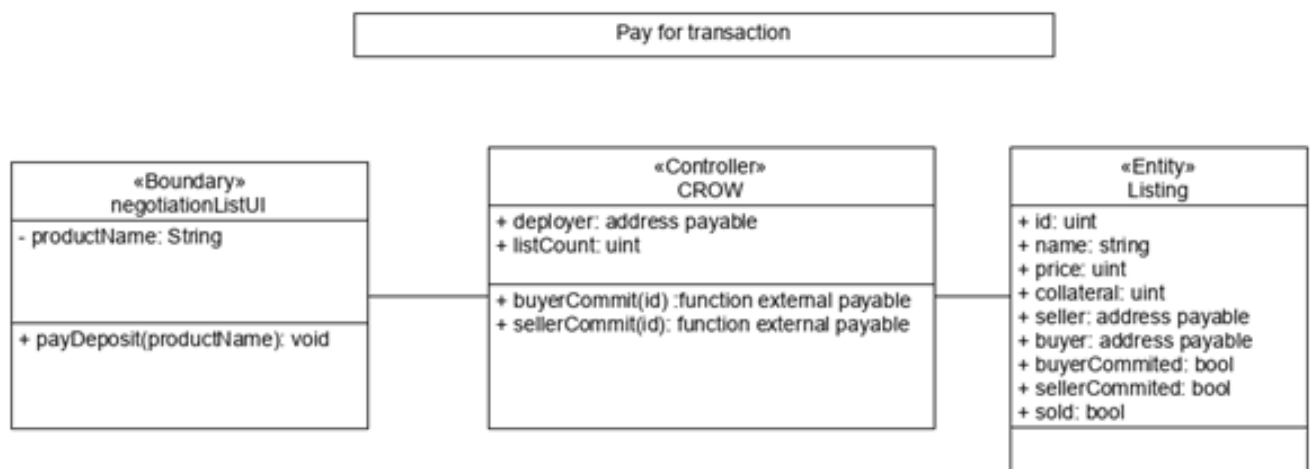 Pay for transaction
«Boundary»
negotiationListUI
- productName: String
+ payDeposit(productName): void
«Controller»
CROW
+ deployer: address payable
+ listCount: uint
+ buyerCommit(id) :function external payable
+ sellerCommit(id): function external payable
«Entity»
Listing
+ id: uint
+ name: string
+ price: uint
+ collateral: uint
+ seller: address payable
+ buyer: address payable
+ buyerCommited: bool
+ sellerCommited: bool
+ sold: bool